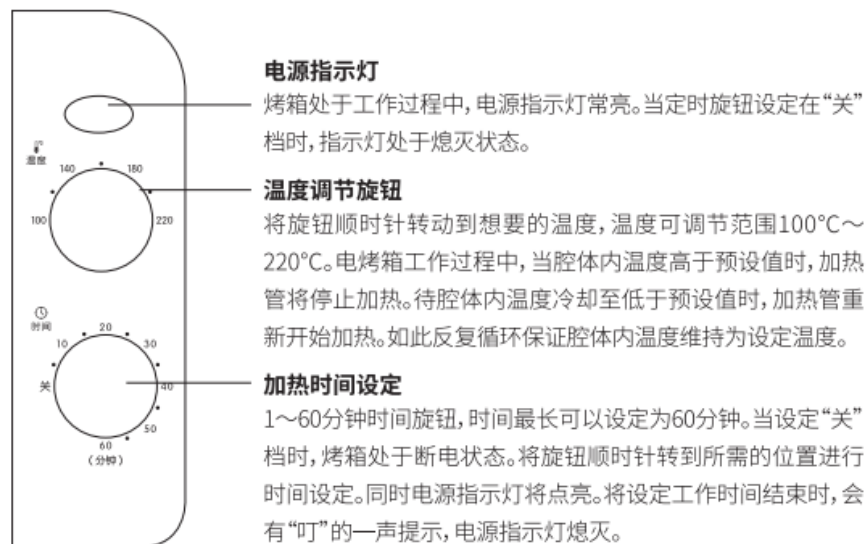 电源指示灯
烤箱处于工作过程中，电源指示灯常亮。当定时旋钮设定在“关”
档时，指示灯处于熄灭状态。
温度
140
180
100
220
温度调节旋钮
将旋钮顺时针转动到想要的温度，温度可调节范围100°C～
220°C。电烤箱工作过程中，当腔体内温度高于预设值时，加热
管将停止加热。待腔体内温度冷却至低于预设值时，加热管重
新开始加热。如此反复循环保证腔体内温度维持为设定温度。
时间
20
10
30
关
40
50
60
（分钟）
加热时间设定
1～60分钟时间旋钮，时间最长可以设定为60分钟。当设定“关”
档时，烤箱处于断电状态。将旋钮顺时针转到所需的位置进行
时间设定。同时电源指示灯将点亮。将设定工作时间结束时，会
有“叮”的一声提示，电源指示灯熄灭。